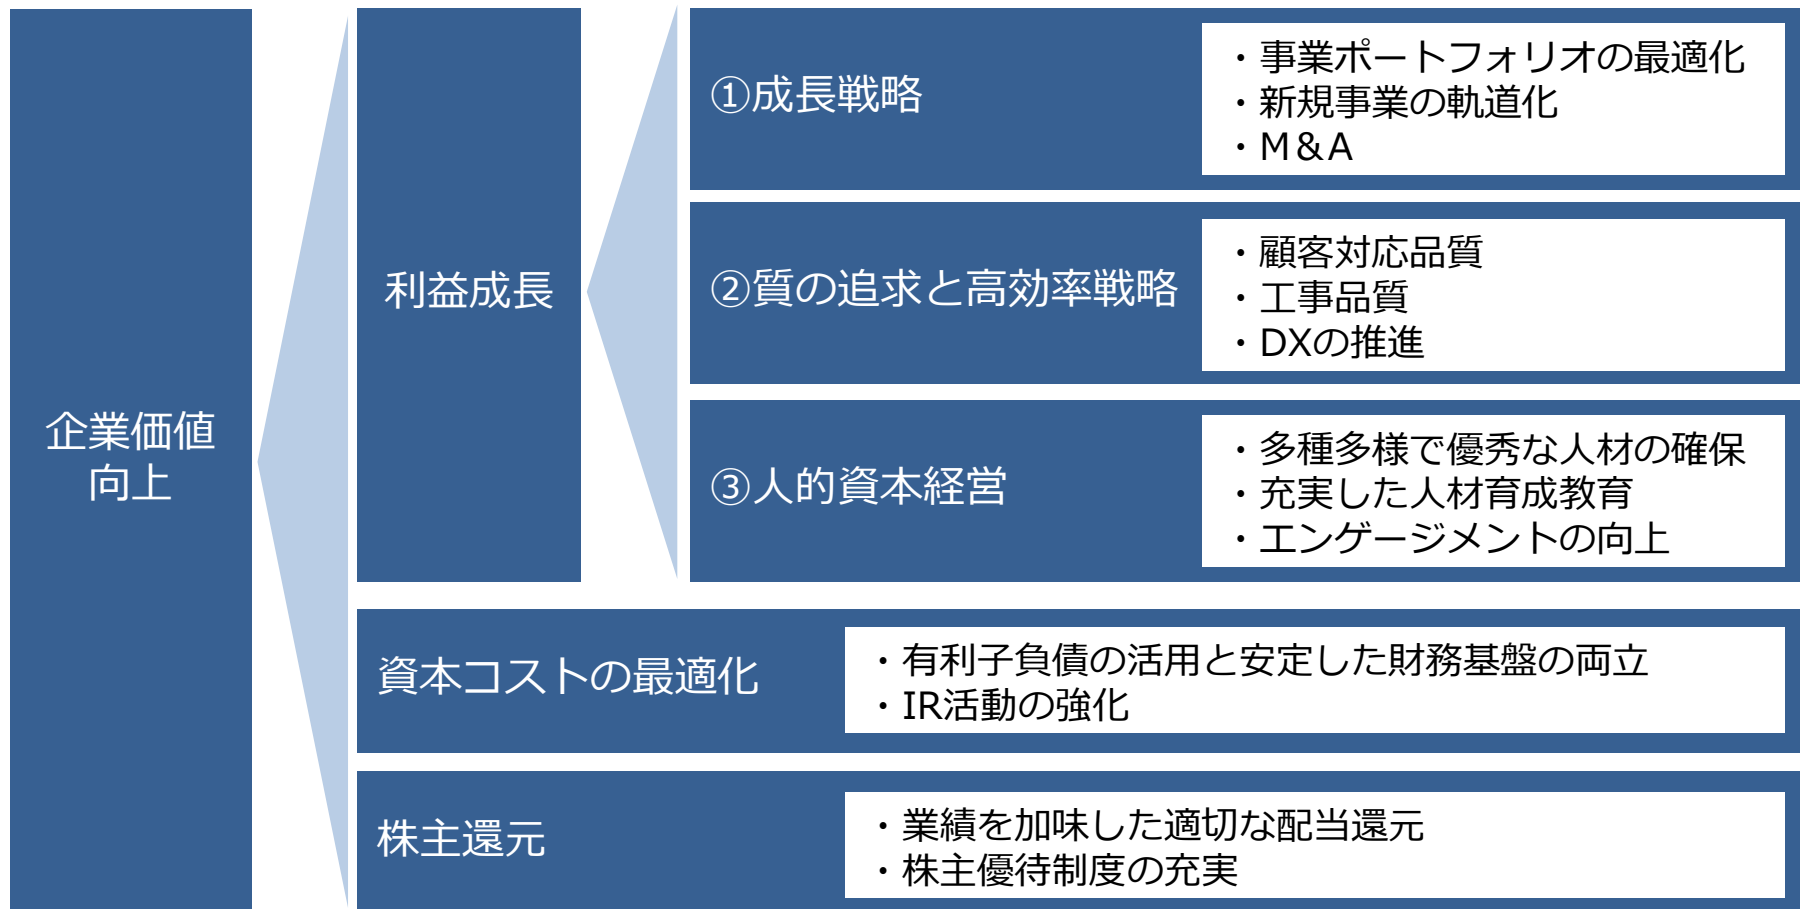 企業価値
向上
利益成長
①成長戦略
・事業ポートフォリオの最適化
・新規事業の軌道化
・M&A
②質の追求と高効率戦略
・顧客対応品質
・工事品質
・DXの推進
③人的資本経営
・多種多様で優秀な人材の確保
・充実した人材育成教育
・エンゲージメントの向上
資本コストの最適化
・有利子負債の活用と安定した財務基盤の両立
・IR活動の強化
株主還元
・業績を加味した適切な配当還元
・株主優待制度の充実